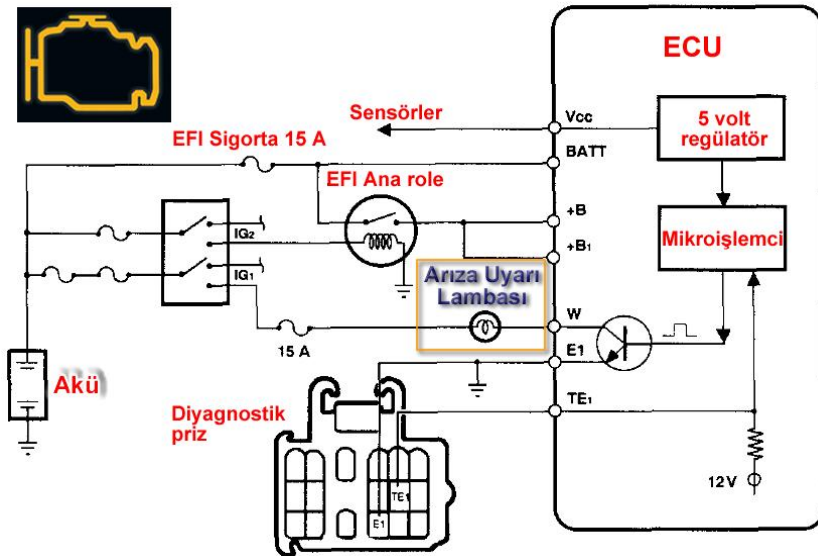 ECU
Sensörler
Vcc
5 volt
regülatör
EFI Sigorta 15 A
BATT
EFI Ana role
IG2
+B
+B1
Mikroişlemci
IG1
Arıza Uyarı
Lambası
W
15 A
E1
Akü
TE1
Diyagnostik
priz
12V
TE1
E1